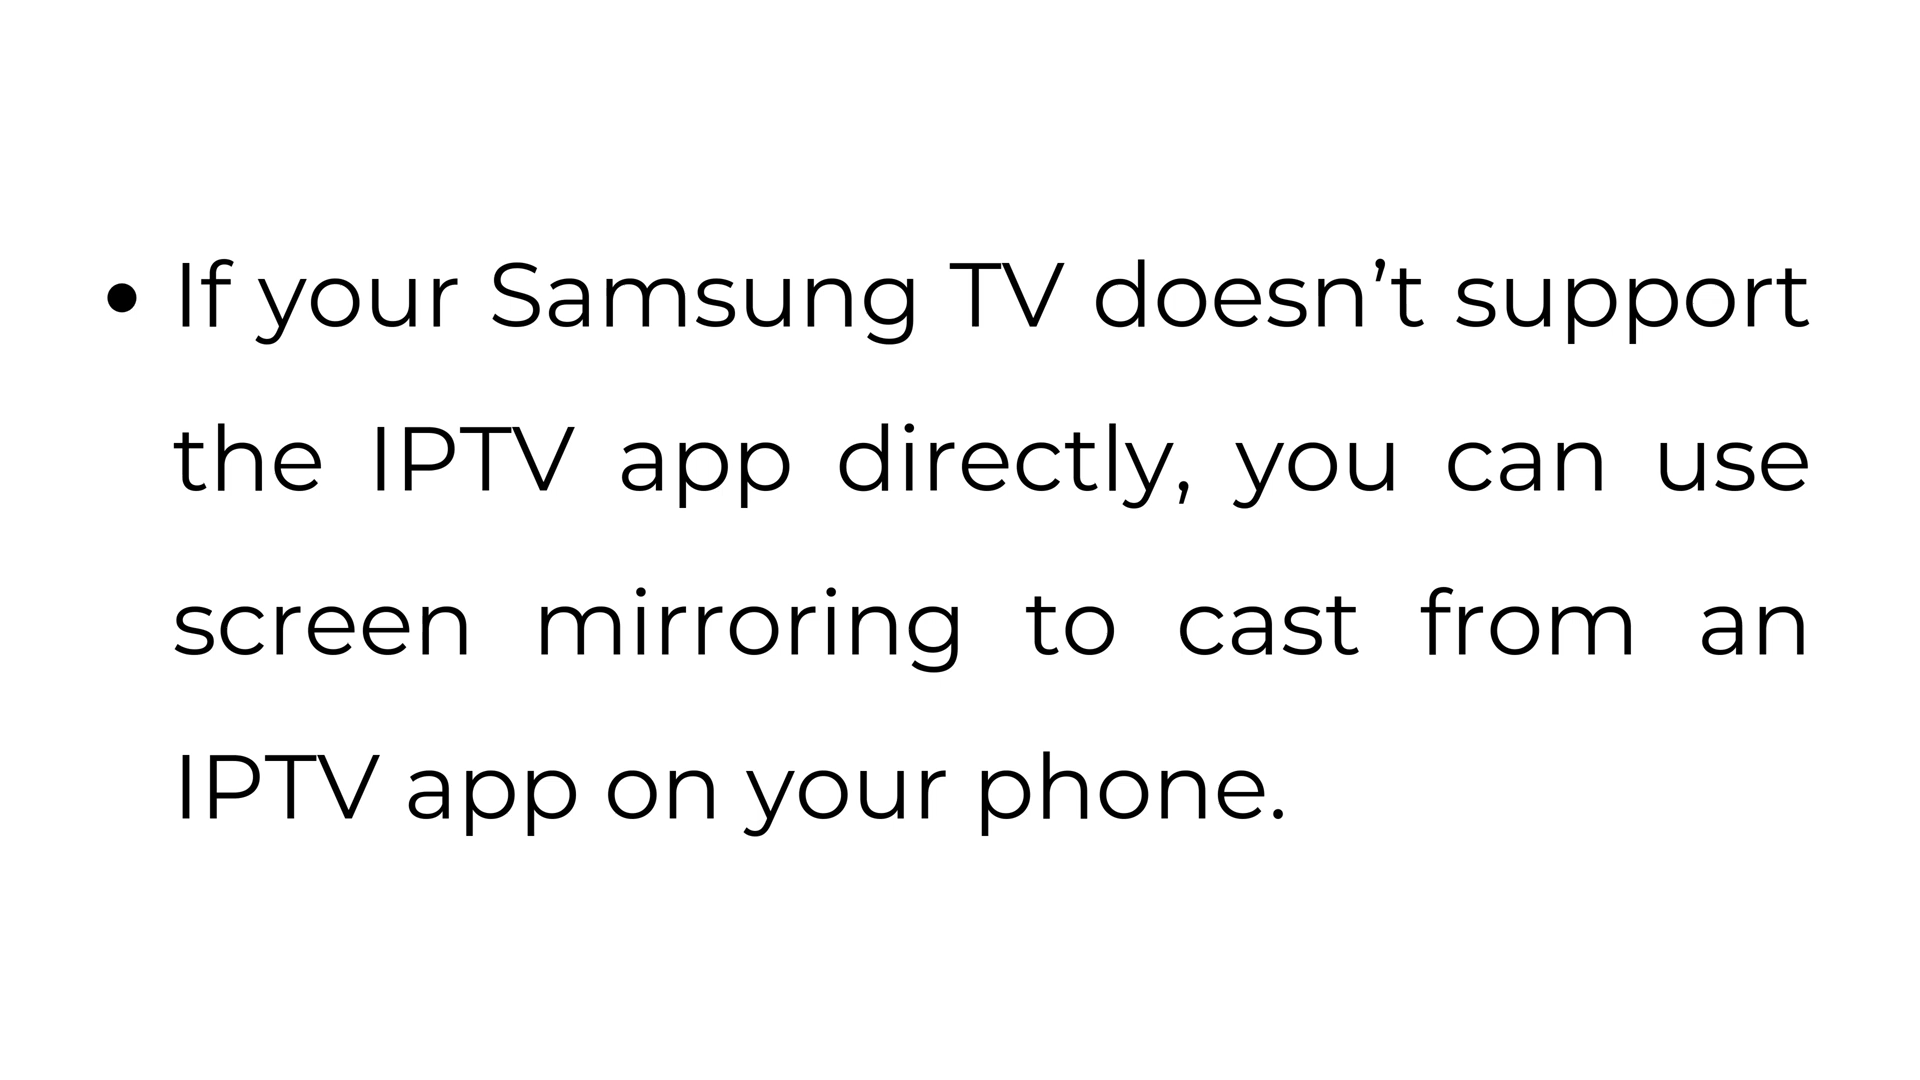 • If your Samsung TV doesn’t support
the IPTV app directly, you can use
screen mirroring to cast from an
IPTV app on your phone.